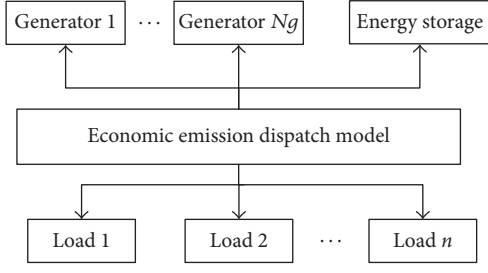 Generator 1 ⋯ Generator Ng Energy storage
Economic emission dispatch model
Load 1 Load 2 ⋯ Load n